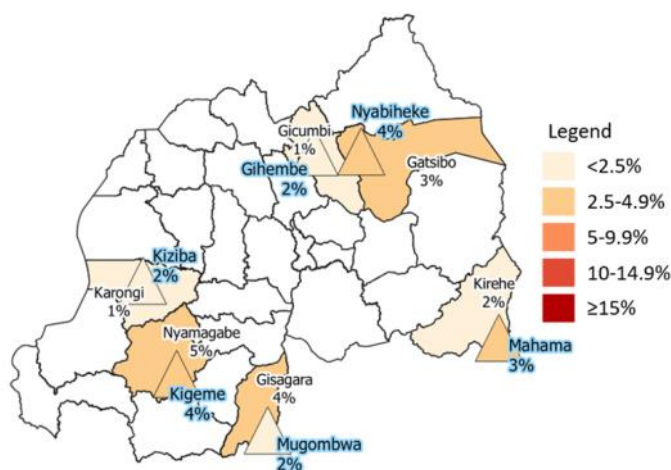 Nyabiheke
4%
Gicumbi
1%
Gihembe
2%
Gatsibo
3%
Legend
<2.5%
2.5-4.9%
5-9.9%
10-14.9%
≥15%
Kiziba
2%
Karongi
1%
Kirehe
2%
Nyamagabe
5%
Mahama
3%
Kigeme
4%
Gisagara
4%
Mugombwa
2%